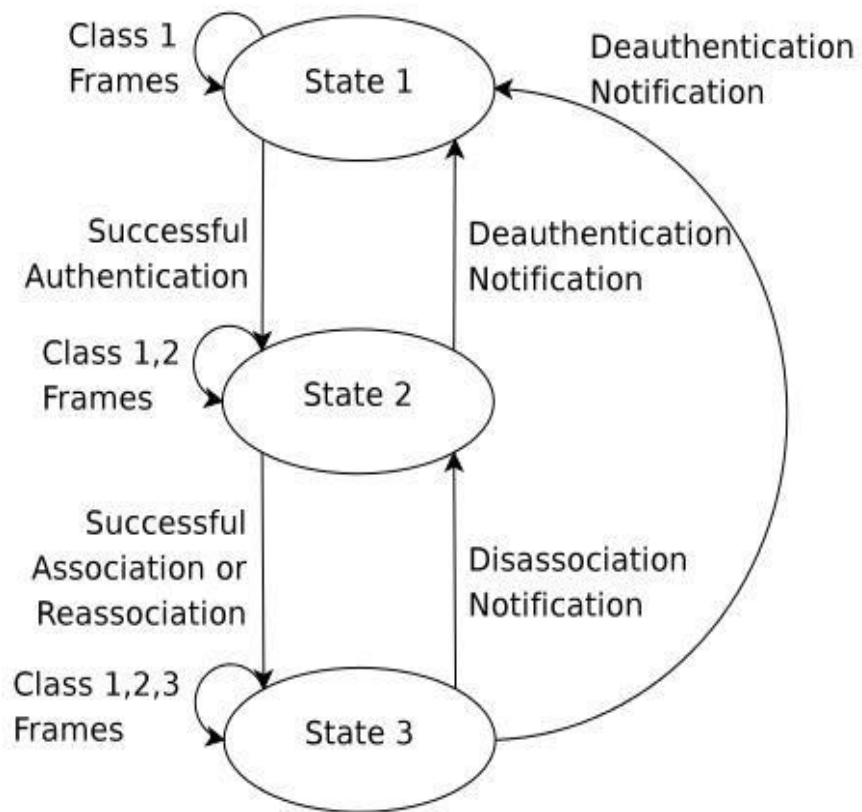 Class 1
Frames
State 1
Deauthentication
Notification
Successful
Authentication
Deauthentication
Notification
Class 1,2
Frames
State 2
Successful
Association or
Reassociation
Disassociation
Notification
Class 1,2,3
Frames
State 3